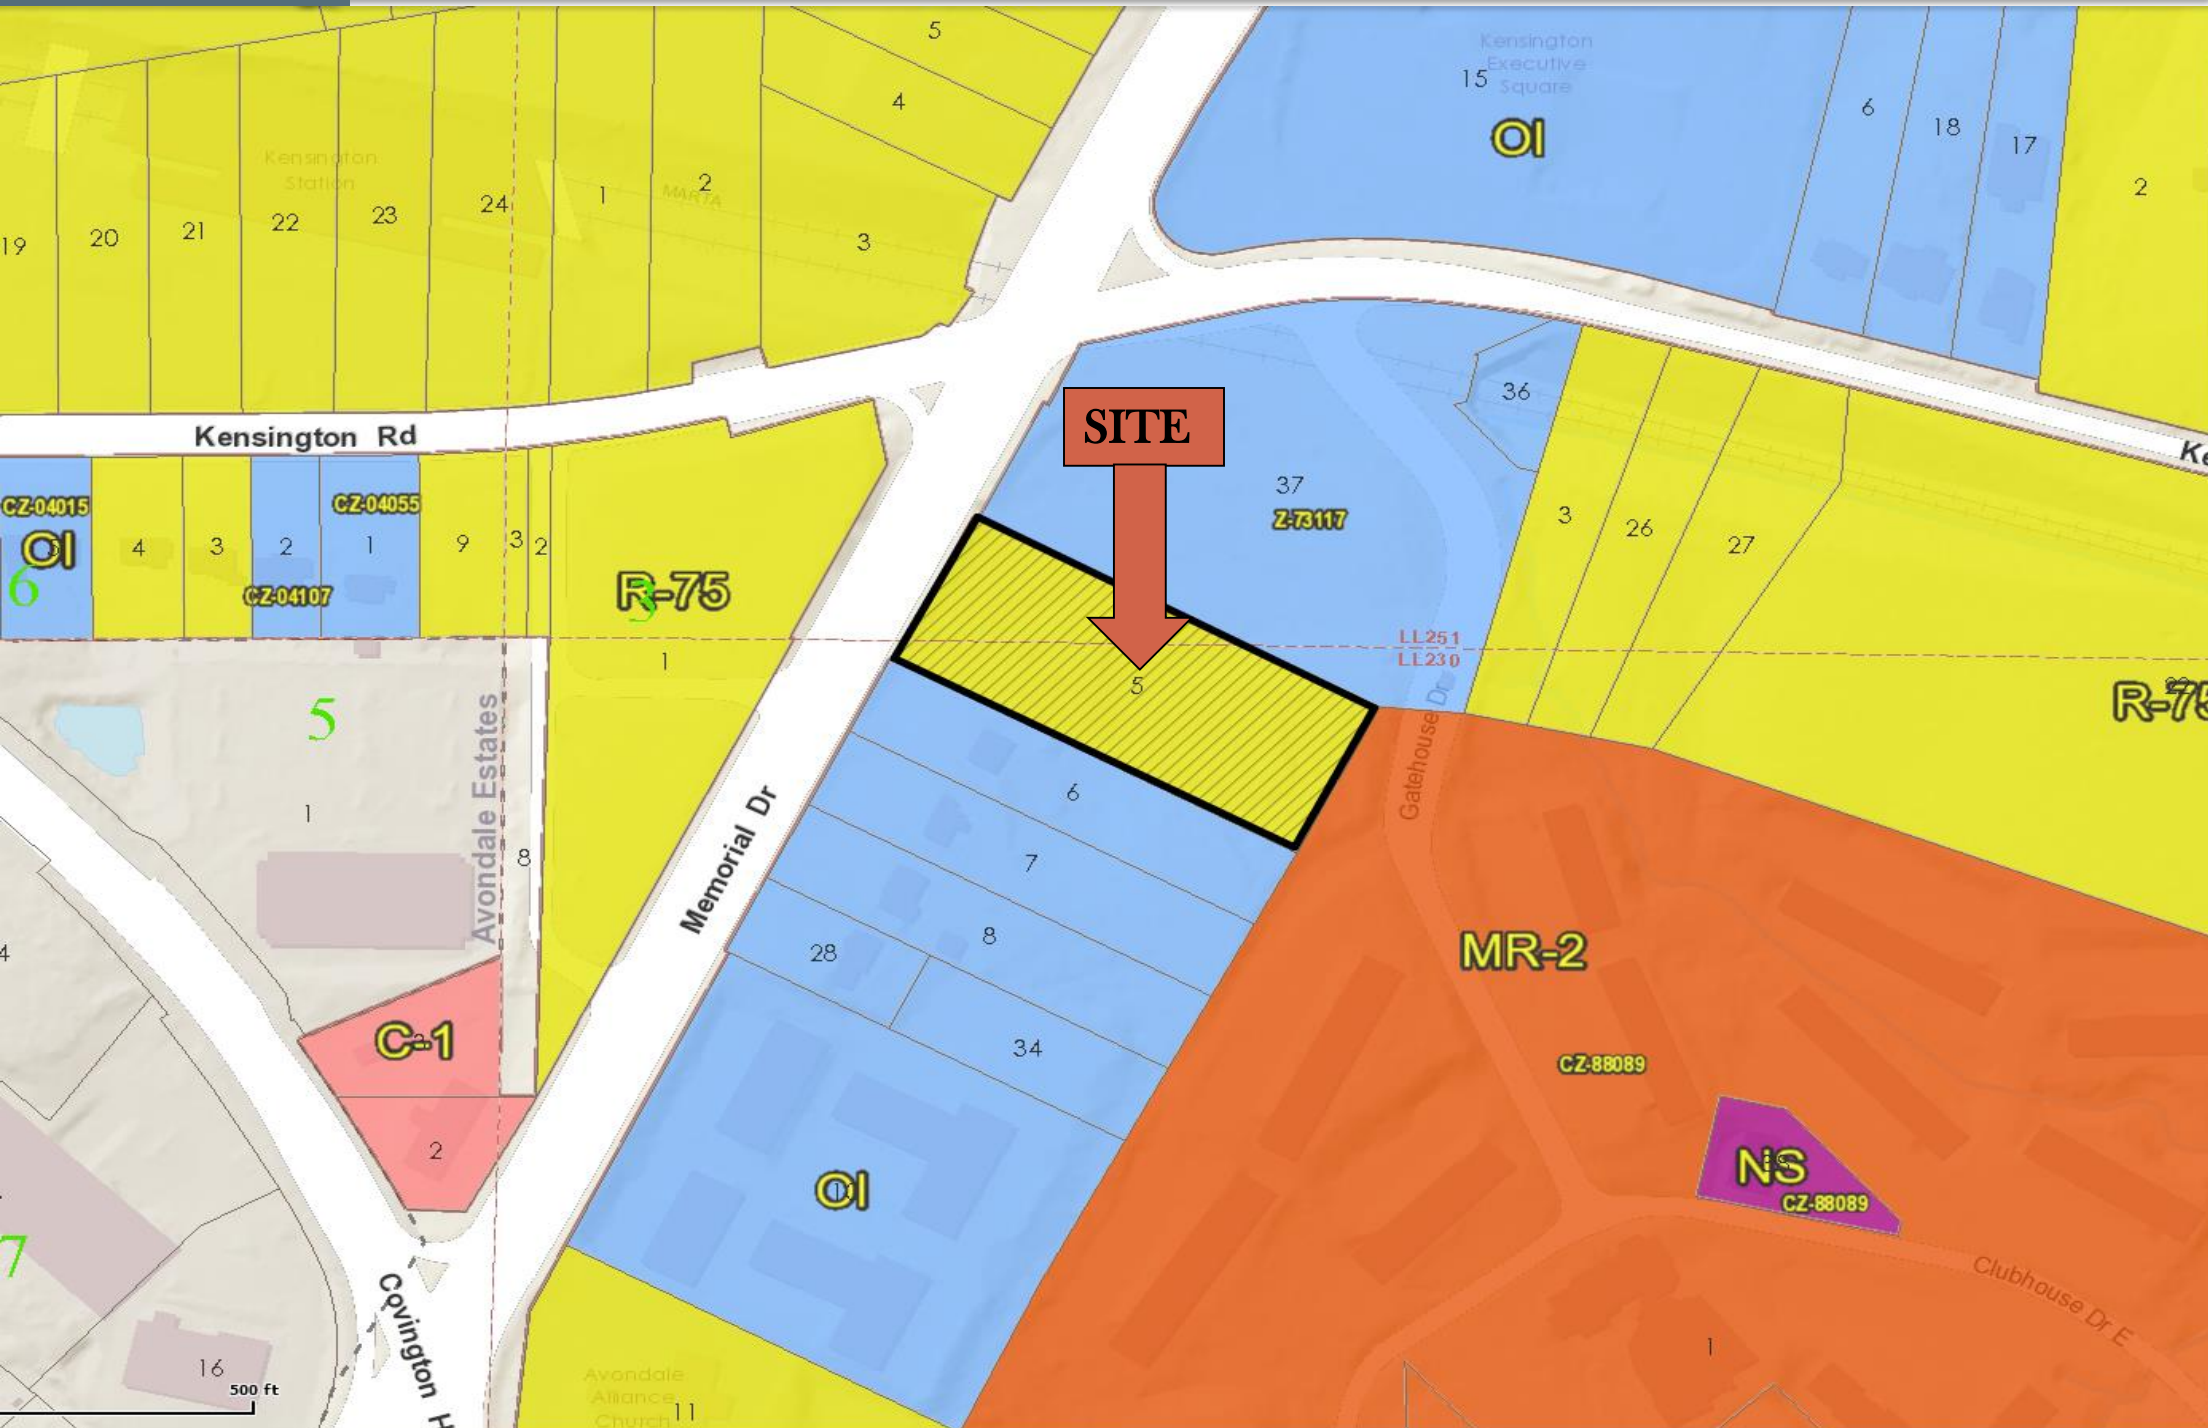 5
4
3
Kensington
Station
MARTA
19
20
21
22
23
24
1
2
Kensington
Executive
Square
15
OI
6
18
17
2
Kensington Rd
SITE
36
37
Z-73117
3
26
27
CZ-04015
OI
6
4
3
2
CZ-04107
CZ-04055
1
9
3
2
R-75
3
1
LL251
LL230
5
R-75
Gatehouse Dr
5
1
Avondale Estates
8
Memorial Dr
6
7
8
28
34
OI
C-1
2
MR-2
CZ-88089
NS
CZ-88089
Clubhouse Dr E
1
4
7
16
500 ft
Covington H
Avondale
Alliance
Church
11